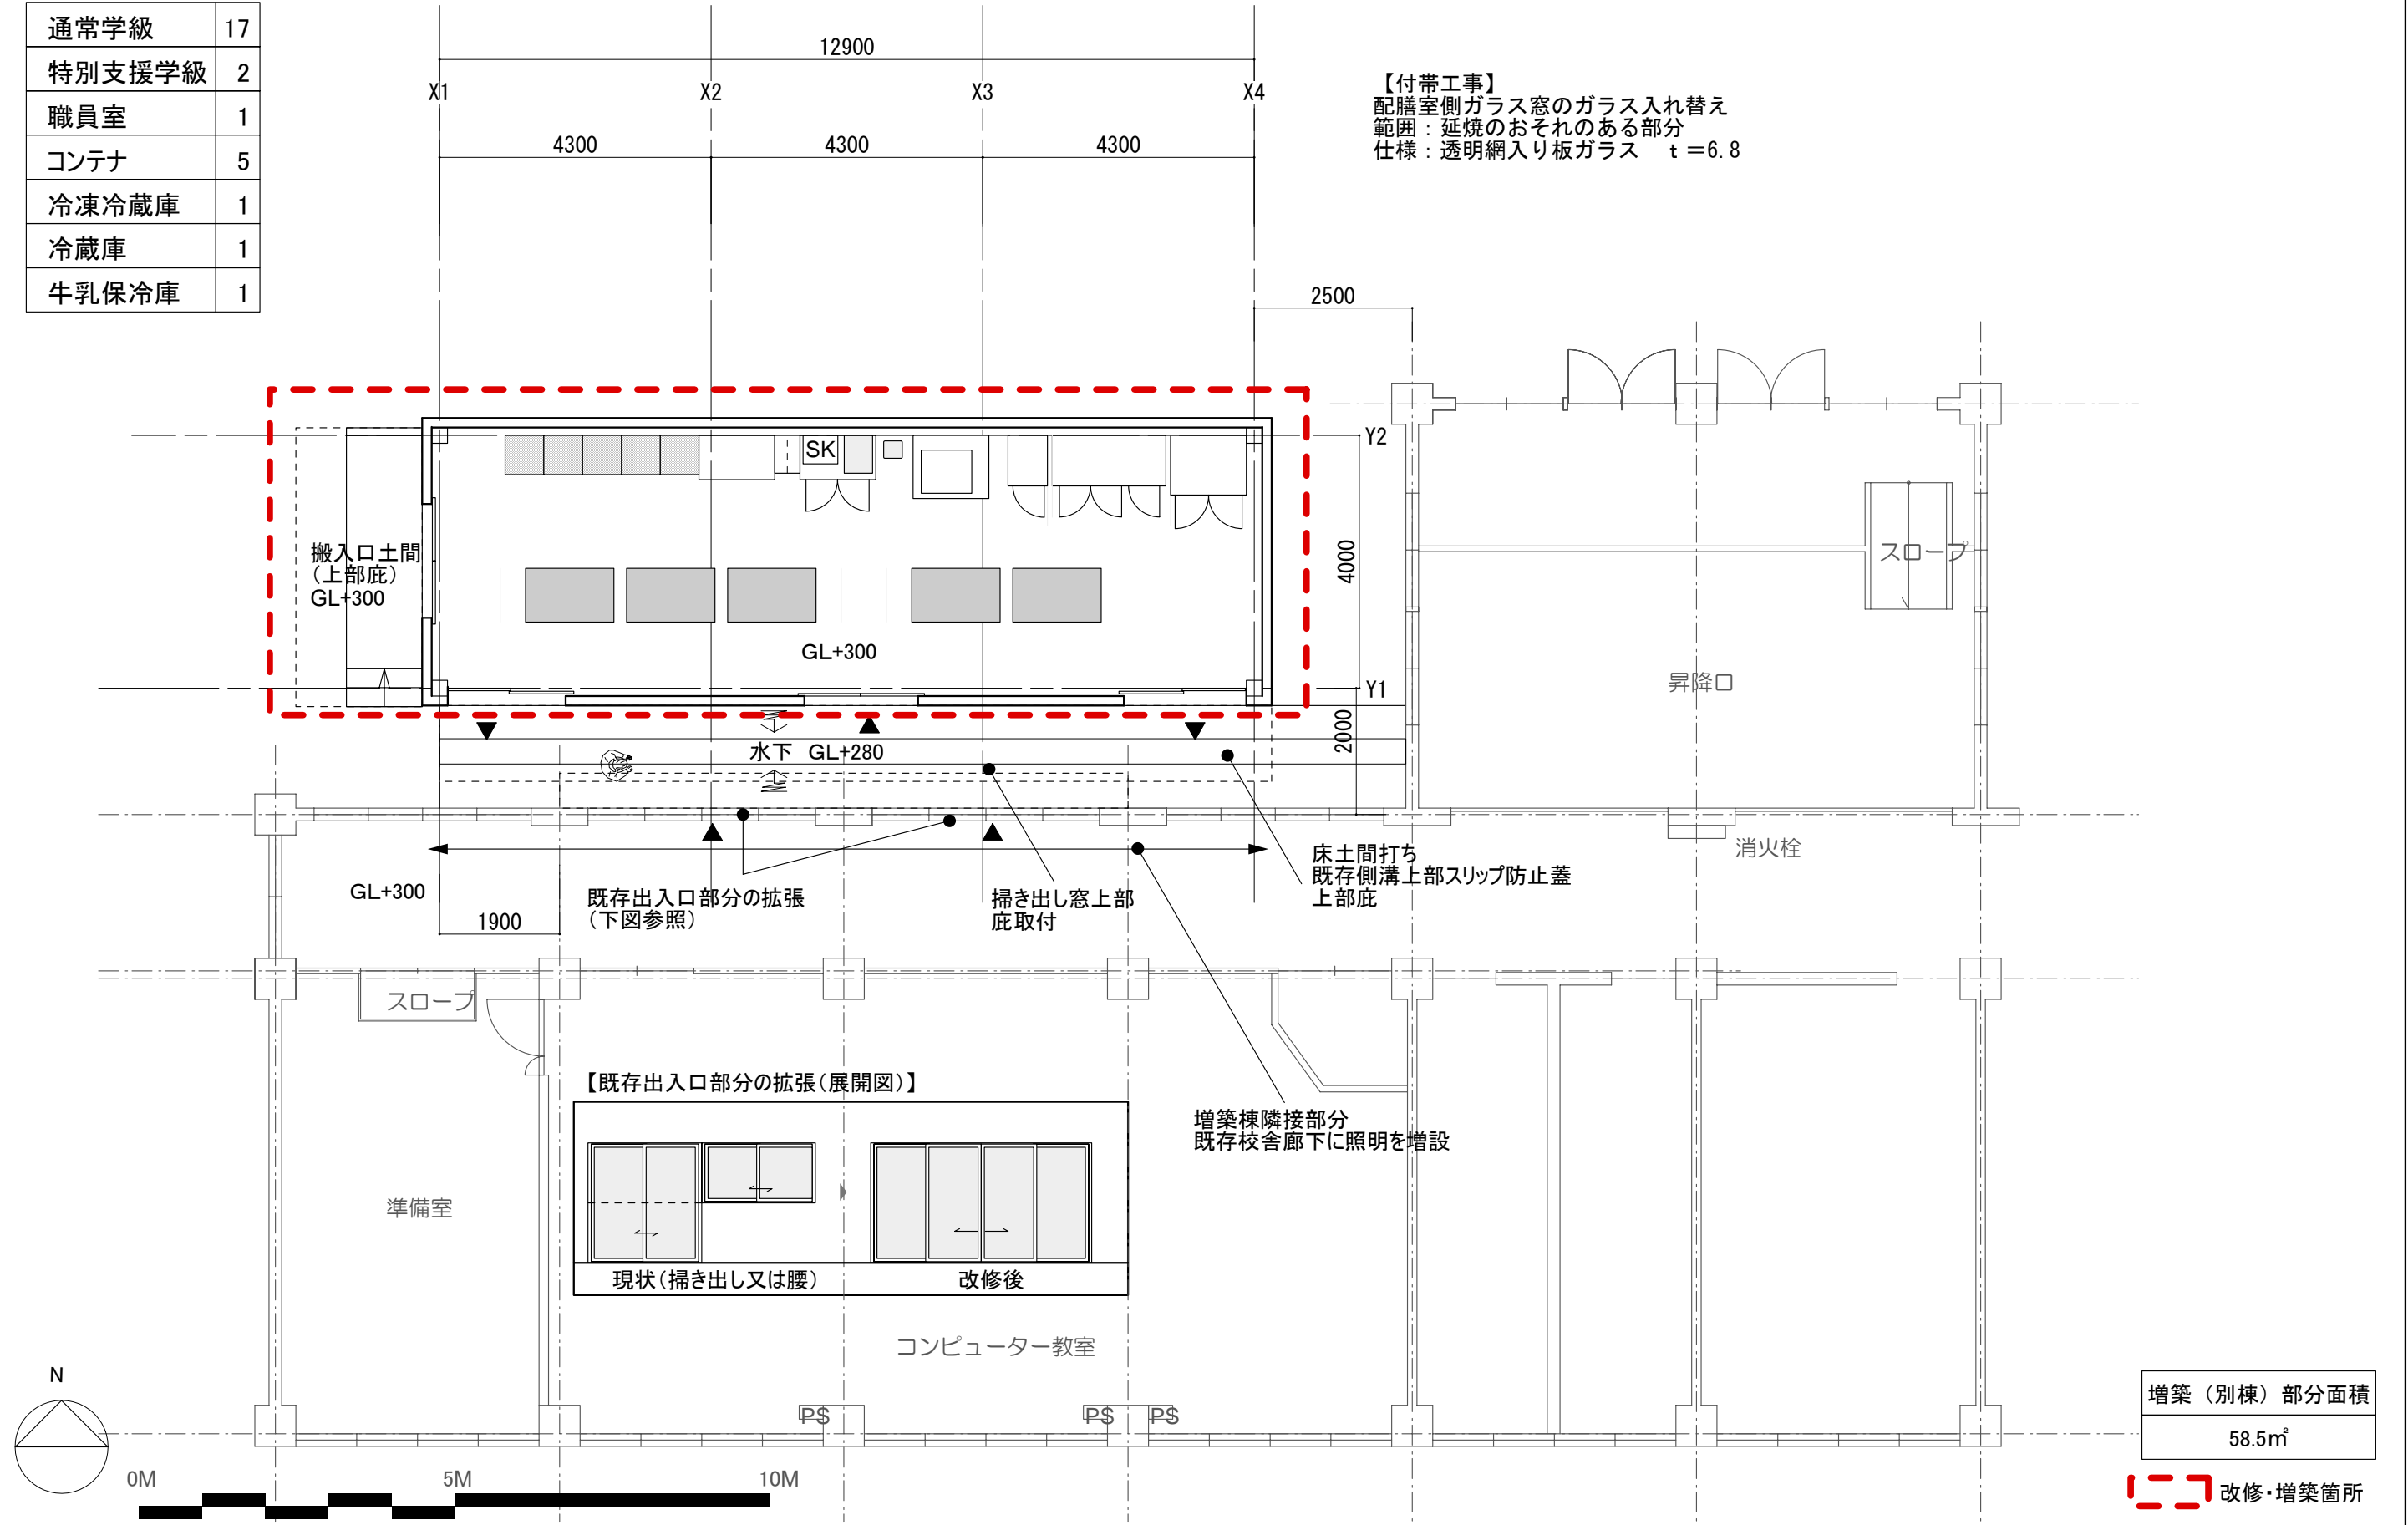 通常学級 17
特別支援学級 2
職員室 1
コンテナ 5
冷凍冷蔵庫 1
冷蔵庫 1
牛乳保冷庫 1
12900
X1 X2 X3 X4
4300 4300 4300
【付帯工事】
配膳室側ガラス窓のガラス入れ替え
範囲：延焼のおそれのある部分
仕様：透明網入り板ガラス　t＝6.8
2500
Y2
SK
搬入口土間
（上部庇）
GL+300
4000
スロープ
GL+300
Y1
昇降口
2000
水下 GL+280
消火栓
床土間打ち
既存側溝上部スリップ防止蓋
上部庇
GL+300
既存出入口部分の拡張
（下図参照）
掃き出し窓上部
庇取付
1900
スロープ
【既存出入口部分の拡張（展開図）】
増築棟隣接部分
既存校舎廊下に照明を増設
準備室
現状（掃き出し又は腰） 改修後
コンピューター教室
N
PS PS PS
増築（別棟）部分面積
58.5㎡
0M 5M 10M
改修・増築箇所